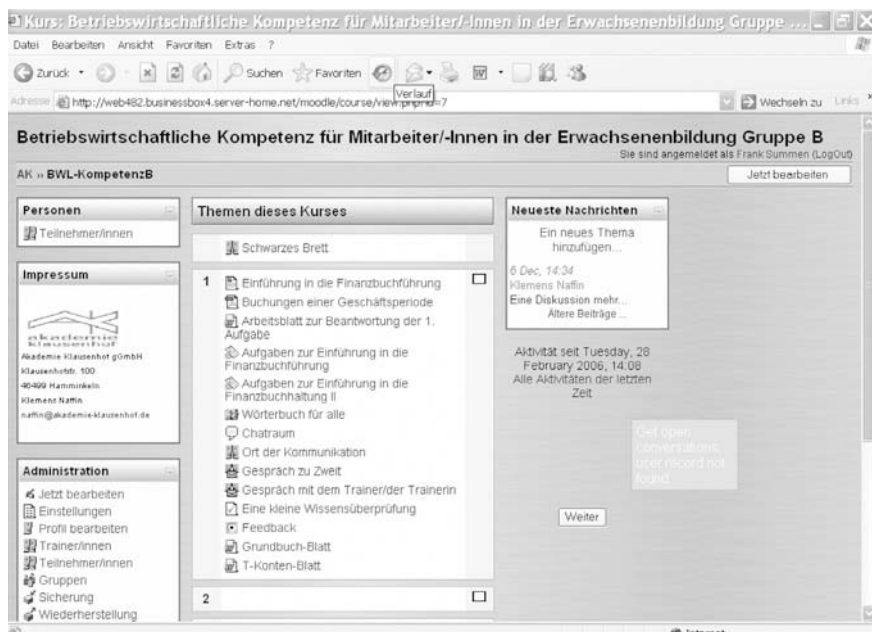 Kurs: Betriebswirtschaftliche Kompetenz für Mitarbeiter/-Innen in der Erwachsenenbildung Gruppe ...
Datei Bearbeiten Ansicht Favoriten Extras ?
Zurück Suchen Favoriten
Verlauf
Adresse http://web482.businessbox4.server-home.net/moodle/course/view.php?id=7 Wechseln zu Links
Betriebswirtschaftliche Kompetenz für Mitarbeiter/-Innen in der Erwachsenenbildung Gruppe B
Sie sind angemeldet als Frank Summen (LogOut)
AK » BWL-KompetenzB
Jetzt bearbeiten
Personen
Teilnehmer/innen
Impressum
akademie
klausenhof
Akademie Klausenhof gGmbH
Klausenhofstr. 100
46499 Hamminkeln
Klemens Naffin
naffin@akademie-klausenhof.de
Administration
Jetzt bearbeiten
Einstellungen
Profil bearbeiten
Trainer/innen
Teilnehmer/innen
Gruppen
Sicherung
Wiederherstellung
Themen dieses Kurses
Schwarzes Brett
1
Einführung in die Finanzbuchführung
Buchungen einer Geschäftsperiode
Arbeitsblatt zur Beantwortung der 1.
Aufgabe
Aufgaben zur Einführung in die
Finanzbuchführung
Aufgaben zur Einführung in die
Finanzbuchhaltung II
Wörterbuch für alle
Chatraum
Ort der Kommunikation
Gespräch zu Zweit
Gespräch mit dem Trainer/der Trainerin
Eine kleine Wissensüberprüfung
Feedback
Grundbuch-Blatt
T-Konten-Blatt
2
Neueste Nachrichten
Ein neues Thema
hinzufügen...
6 Dec, 14:34
Klemens Naffin
Eine Diskussion mehr...
Ältere Beiträge ...
Aktivität seit Tuesday, 28
February 2006, 14:08
Alle Aktivitäten der letzten
Zeit
Get open
conversations,
user record not
found
Weiter
Internet